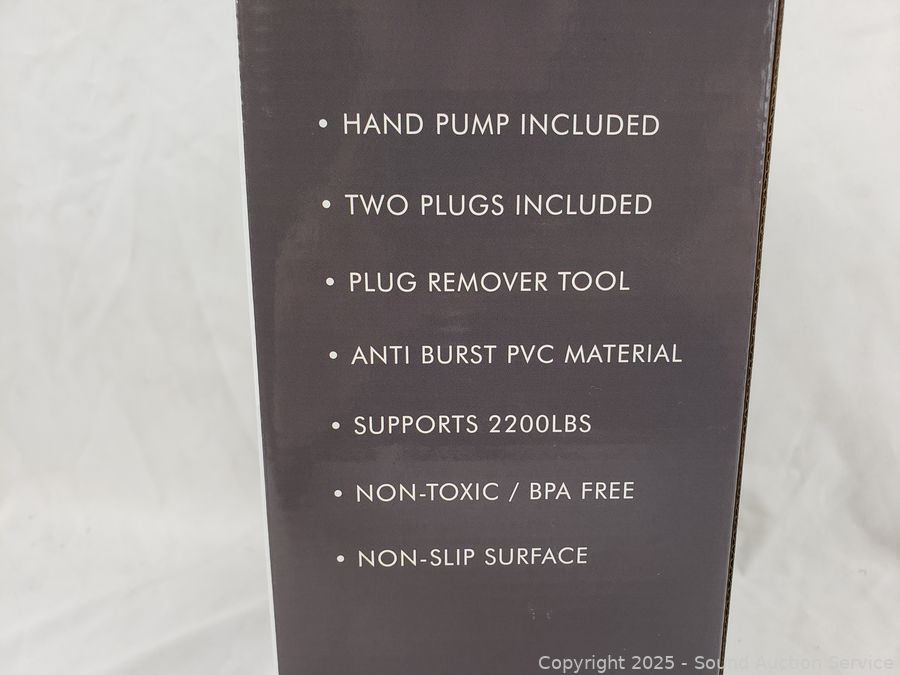 • HAND PUMP INCLUDED
• TWO PLUGS INCLUDED
• PLUG REMOVER TOOL
• ANTI BURST PVC MATERIAL
• SUPPORTS 2200LBS
• NON-TOXIC / BPA FREE
• NON-SLIP SURFACE
Copyright 2025 - Sound Auction Service